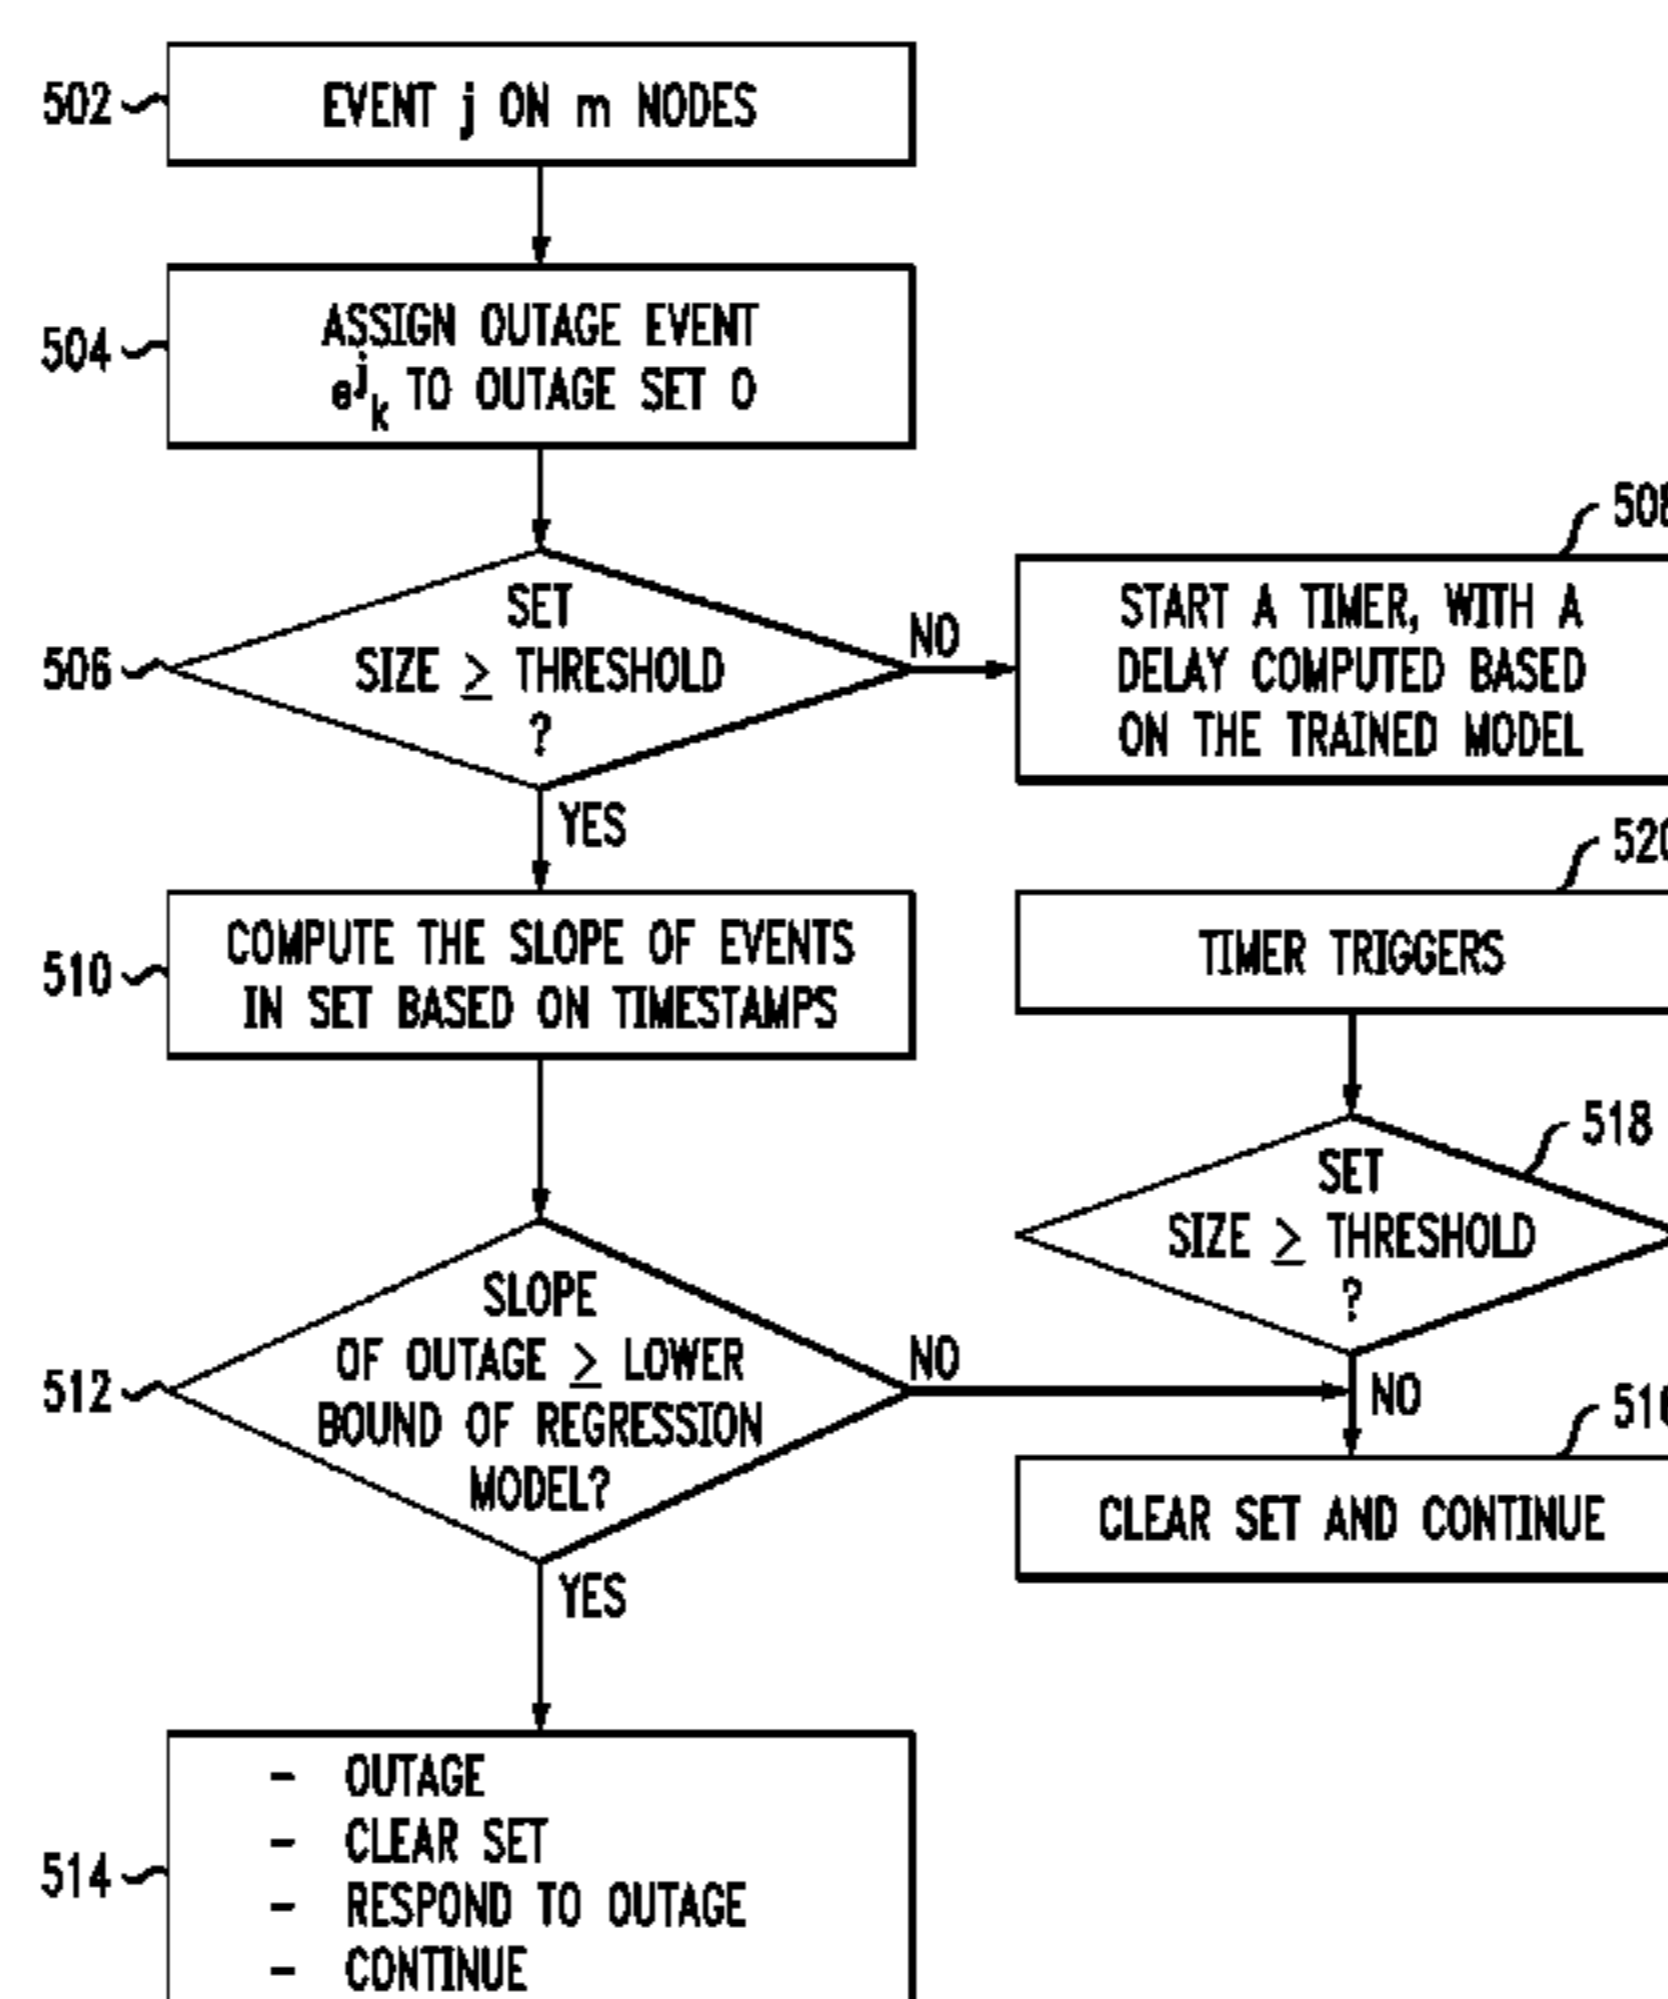 502
EVENT j ON m NODES
504
ASSIGN OUTAGE EVENT
e^j_k TO OUTAGE SET O
506
SET
SIZE ≥ THRESHOLD
?
NO
YES
START A TIMER, WITH A
DELAY COMPUTED BASED
ON THE TRAINED MODEL
510
COMPUTE THE SLOPE OF EVENTS
IN SET BASED ON TIMESTAMPS
TIMER TRIGGERS
518
SET
SIZE ≥ THRESHOLD
?
NO
512
SLOPE
OF OUTAGE ≥ LOWER
BOUND OF REGRESSION
MODEL?
NO
YES
CLEAR SET AND CONTINUE
514
- OUTAGE
- CLEAR SET
- RESPOND TO OUTAGE
- CONTINUE